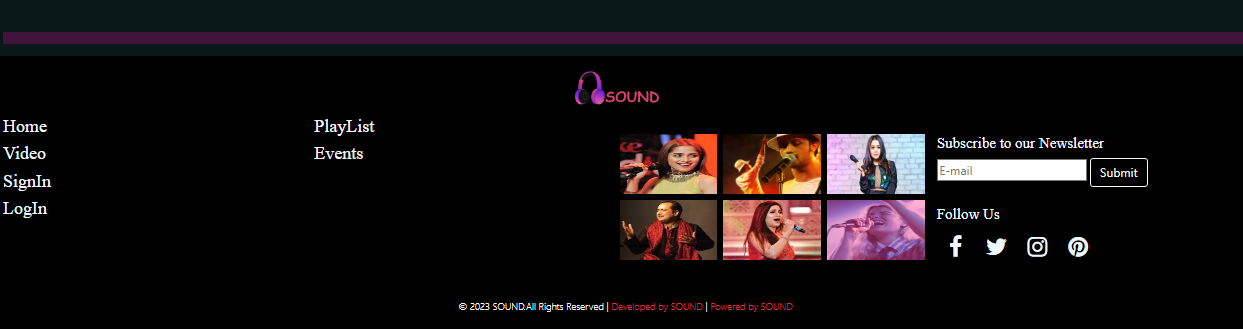 SOUND
Home
Video
SignIn
LogIn
PlayList
Events
Subscribe to our Newsletter
E-mail
Submit
Follow Us
© 2023 SOUND.All Rights Reserved | Developed by SOUND | Powered by SOUND